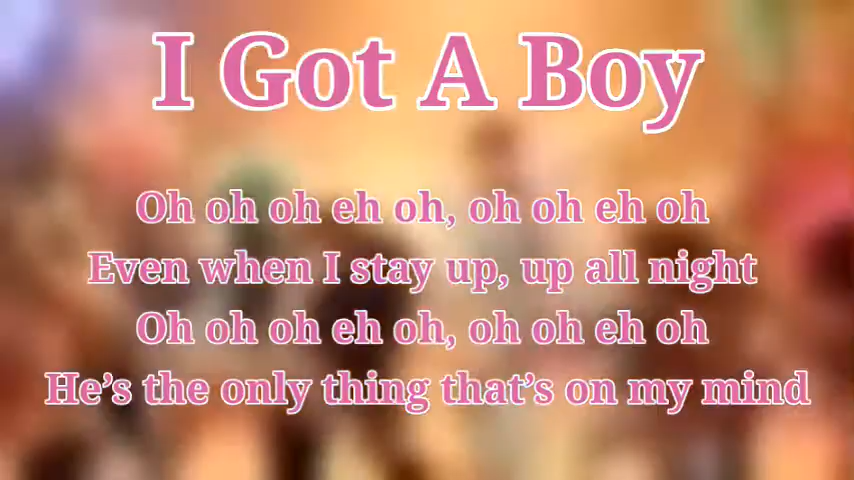 I Got A Boy
Oh oh oh eh oh, oh oh eh oh
Even when I stay up, up all night
Oh oh oh eh oh, oh oh eh oh
He’s the only thing that’s on my mind